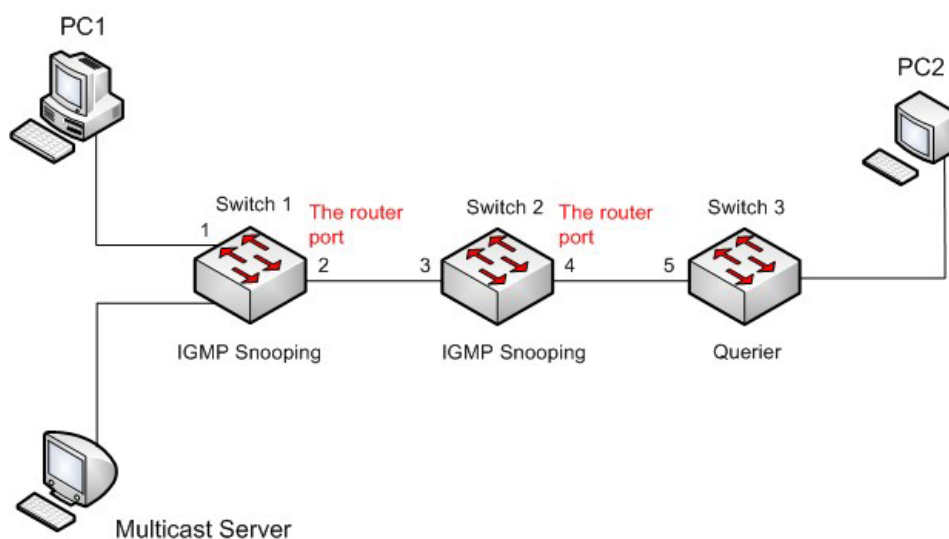 PC1
PC2
Switch 1
The router
port
Switch 2
The router
port
Switch 3
1
2
3
4
5
IGMP Snooping
IGMP Snooping
Querier
Multicast Server